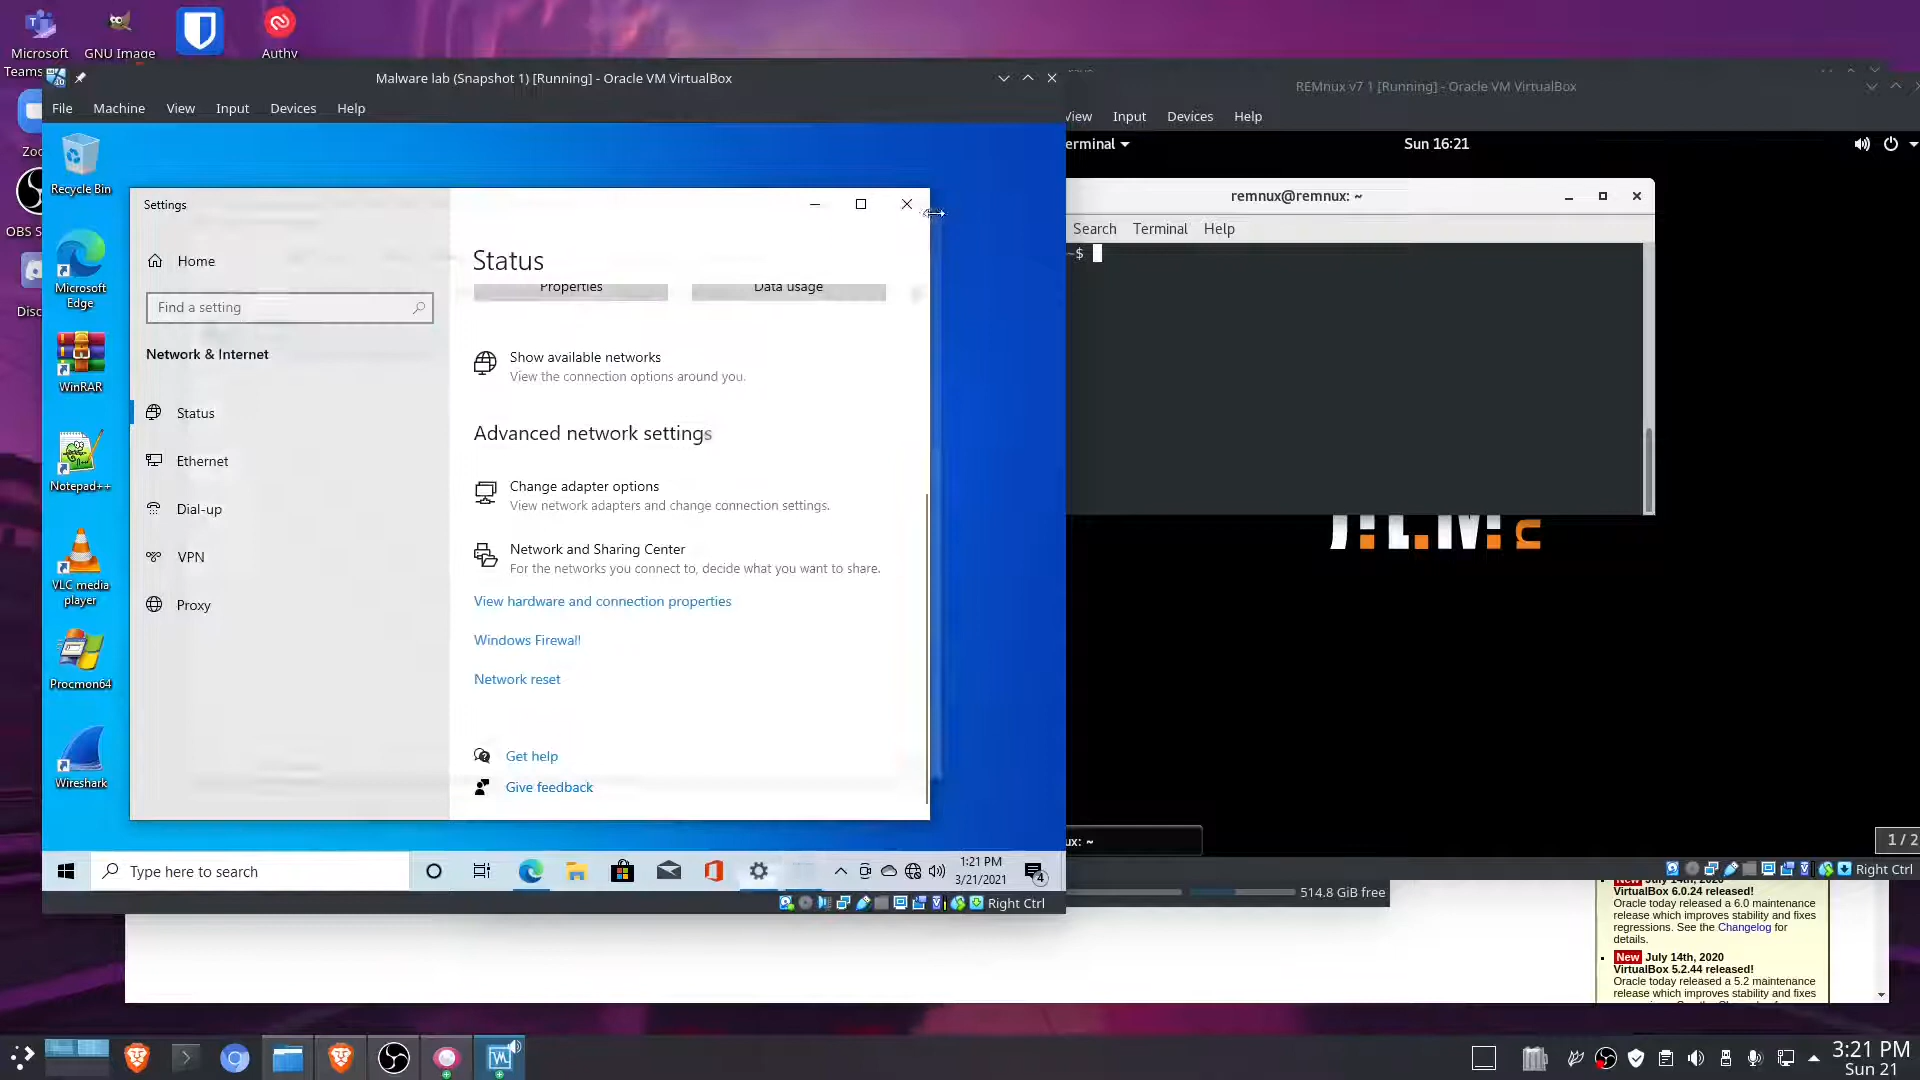 Microsoft
Teams
GNU Image
Authy
Zoo
OBS S
Disc
Malware lab (Snapshot 1) [Running] - Oracle VM VirtualBox
File Machine View Input Devices Help
Recycle Bin
Microsoft
Edge
WinRAR
Notepad++
VLC media
player
Procmon64
Wireshark
Settings
Home
Find a setting
Network & Internet
Status
Ethernet
Dial-up
VPN
Proxy
Status
Properties
Data usage
Show available networks
View the connection options around you.
Advanced network settings
Change adapter options
View network adapters and change connection settings.
Network and Sharing Center
For the networks you connect to, decide what you want to share.
View hardware and connection properties
Windows Firewall
Network reset
Get help
Give feedback
Type here to search
1:21 PM
3/21/2021
4
Right Ctrl
REMnux v7 1 [Running] - Oracle VM VirtualBox
View Input Devices Help
erminal
Sun 16:21
remnux@remnux: ~
Search Terminal Help
~$
ux: ~
1 / 2
Right Ctrl
514.8 GiB free
New July 14th, 2020
VirtualBox 6.0.24 released!
Oracle today released a 6.0 maintenance
release which improves stability and fixes
regressions. See the Changelog for
details.
New July 14th, 2020
VirtualBox 5.2.44 released!
Oracle today released a 5.2 maintenance
release which improves stability and fixes
3:21 PM
Sun 21